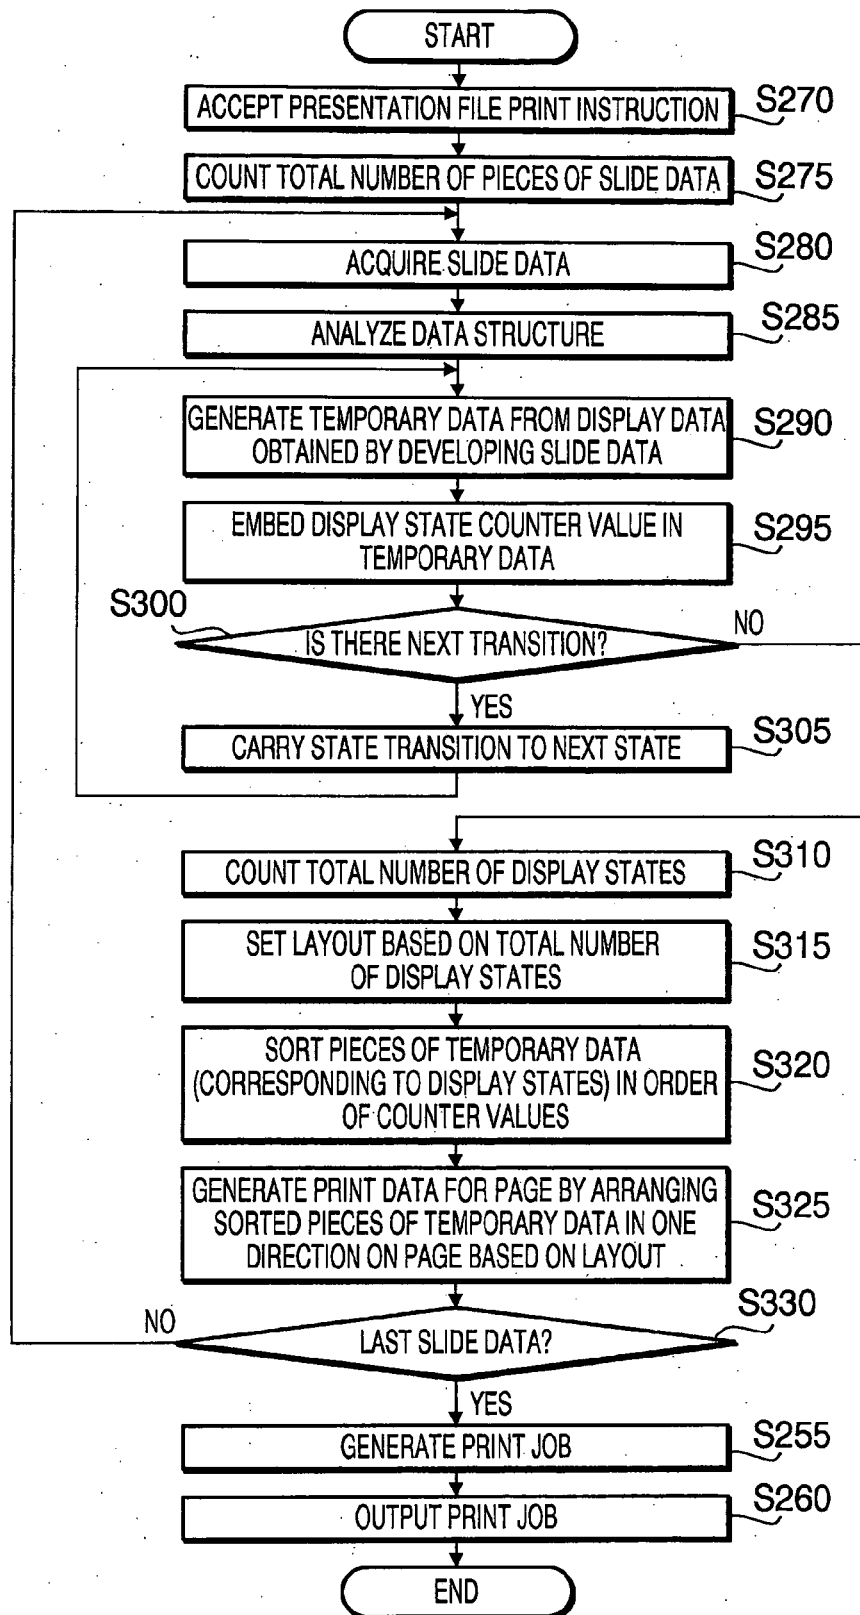 START
ACCEPT PRESENTATION FILE PRINT INSTRUCTION
S270
COUNT TOTAL NUMBER OF PIECES OF SLIDE DATA
S275
ACQUIRE SLIDE DATA
S280
ANALYZE DATA STRUCTURE
S285
GENERATE TEMPORARY DATA FROM DISPLAY DATA
OBTAINED BY DEVELOPING SLIDE DATA
S290
EMBED DISPLAY STATE COUNTER VALUE IN
TEMPORARY DATA
S295
S300
IS THERE NEXT TRANSITION?
NO
YES
CARRY STATE TRANSITION TO NEXT STATE
S305
COUNT TOTAL NUMBER OF DISPLAY STATES
S310
SET LAYOUT BASED ON TOTAL NUMBER
OF DISPLAY STATES
S315
SORT PIECES OF TEMPORARY DATA
(CORRESPONDING TO DISPLAY STATES) IN ORDER
OF COUNTER VALUES
S320
GENERATE PRINT DATA FOR PAGE BY ARRANGING
SORTED PIECES OF TEMPORARY DATA IN ONE
DIRECTION ON PAGE BASED ON LAYOUT
S325
NO
LAST SLIDE DATA?
S330
YES
GENERATE PRINT JOB
S255
OUTPUT PRINT JOB
S260
END